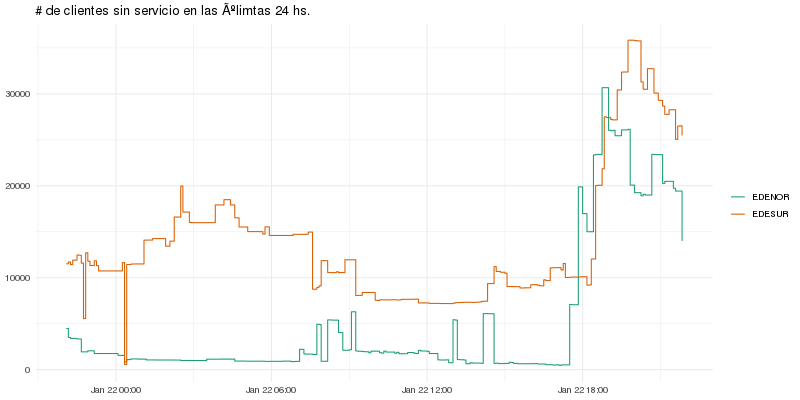 # de clientes sin servicio en las Ãºlimtas 24 hs.
30000
20000
10000
0
Jan 22 00:00
Jan 22 06:00
Jan 22 12:00
Jan 22 18:00
EDENOR
EDESUR